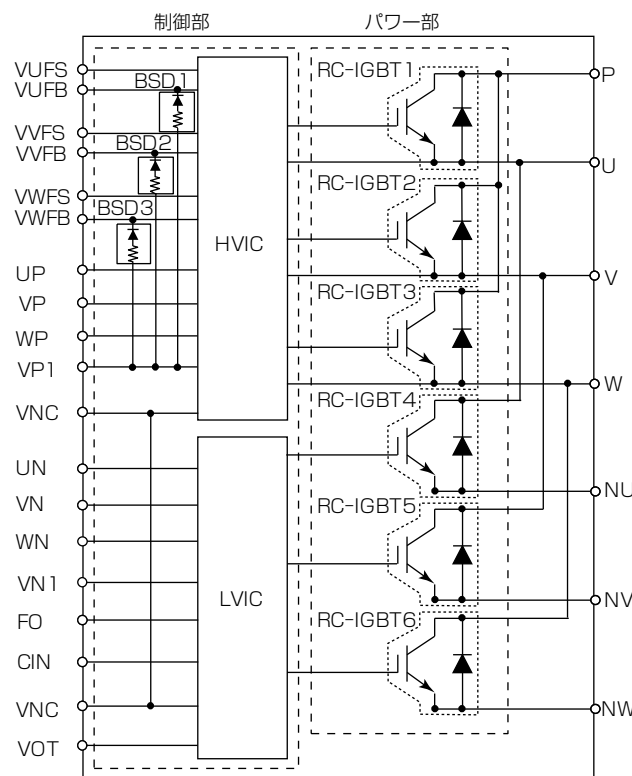 制御部
パワー部
VUFS
VUFB
VVFS
VVFB
VWFS
VWFB
UP
VP
WP
VP1
VNC
UN
VN
WN
VN1
FO
CIN
VNC
VOT
BSD1
BSD2
BSD3
HVIC
LVIC
RC-IGBT1
RC-IGBT2
RC-IGBT3
RC-IGBT4
RC-IGBT5
RC-IGBT6
P
U
V
W
NU
NV
NW